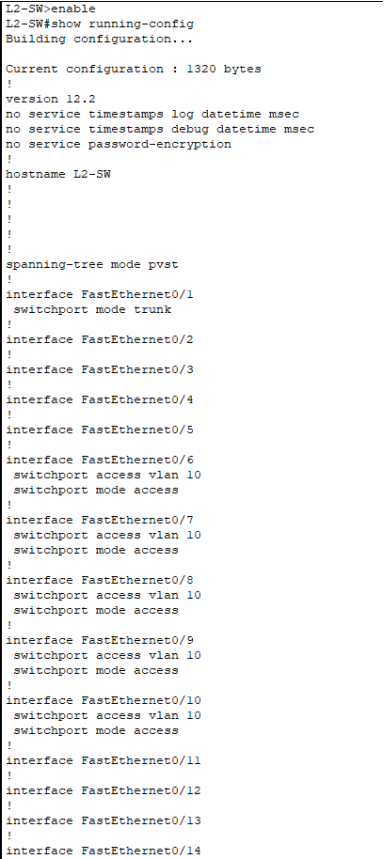 L2-SW>enable
L2-SW#show running-config
Building configuration...
Current configuration : 1320 bytes
!
version 12.2
no service timestamps log datetime msec
no service timestamps debug datetime msec
no service password-encryption
!
hostname L2-SW
!
!
!
!
!
spanning-tree mode pvst
!
interface FastEthernet0/1
 switchport mode trunk
!
interface FastEthernet0/2
!
interface FastEthernet0/3
!
interface FastEthernet0/4
!
interface FastEthernet0/5
!
interface FastEthernet0/6
 switchport access vlan 10
 switchport mode access
!
interface FastEthernet0/7
 switchport access vlan 10
 switchport mode access
!
interface FastEthernet0/8
 switchport access vlan 10
 switchport mode access
!
interface FastEthernet0/9
 switchport access vlan 10
 switchport mode access
!
interface FastEthernet0/10
 switchport access vlan 10
 switchport mode access
!
interface FastEthernet0/11
!
interface FastEthernet0/12
!
interface FastEthernet0/13
!
interface FastEthernet0/14